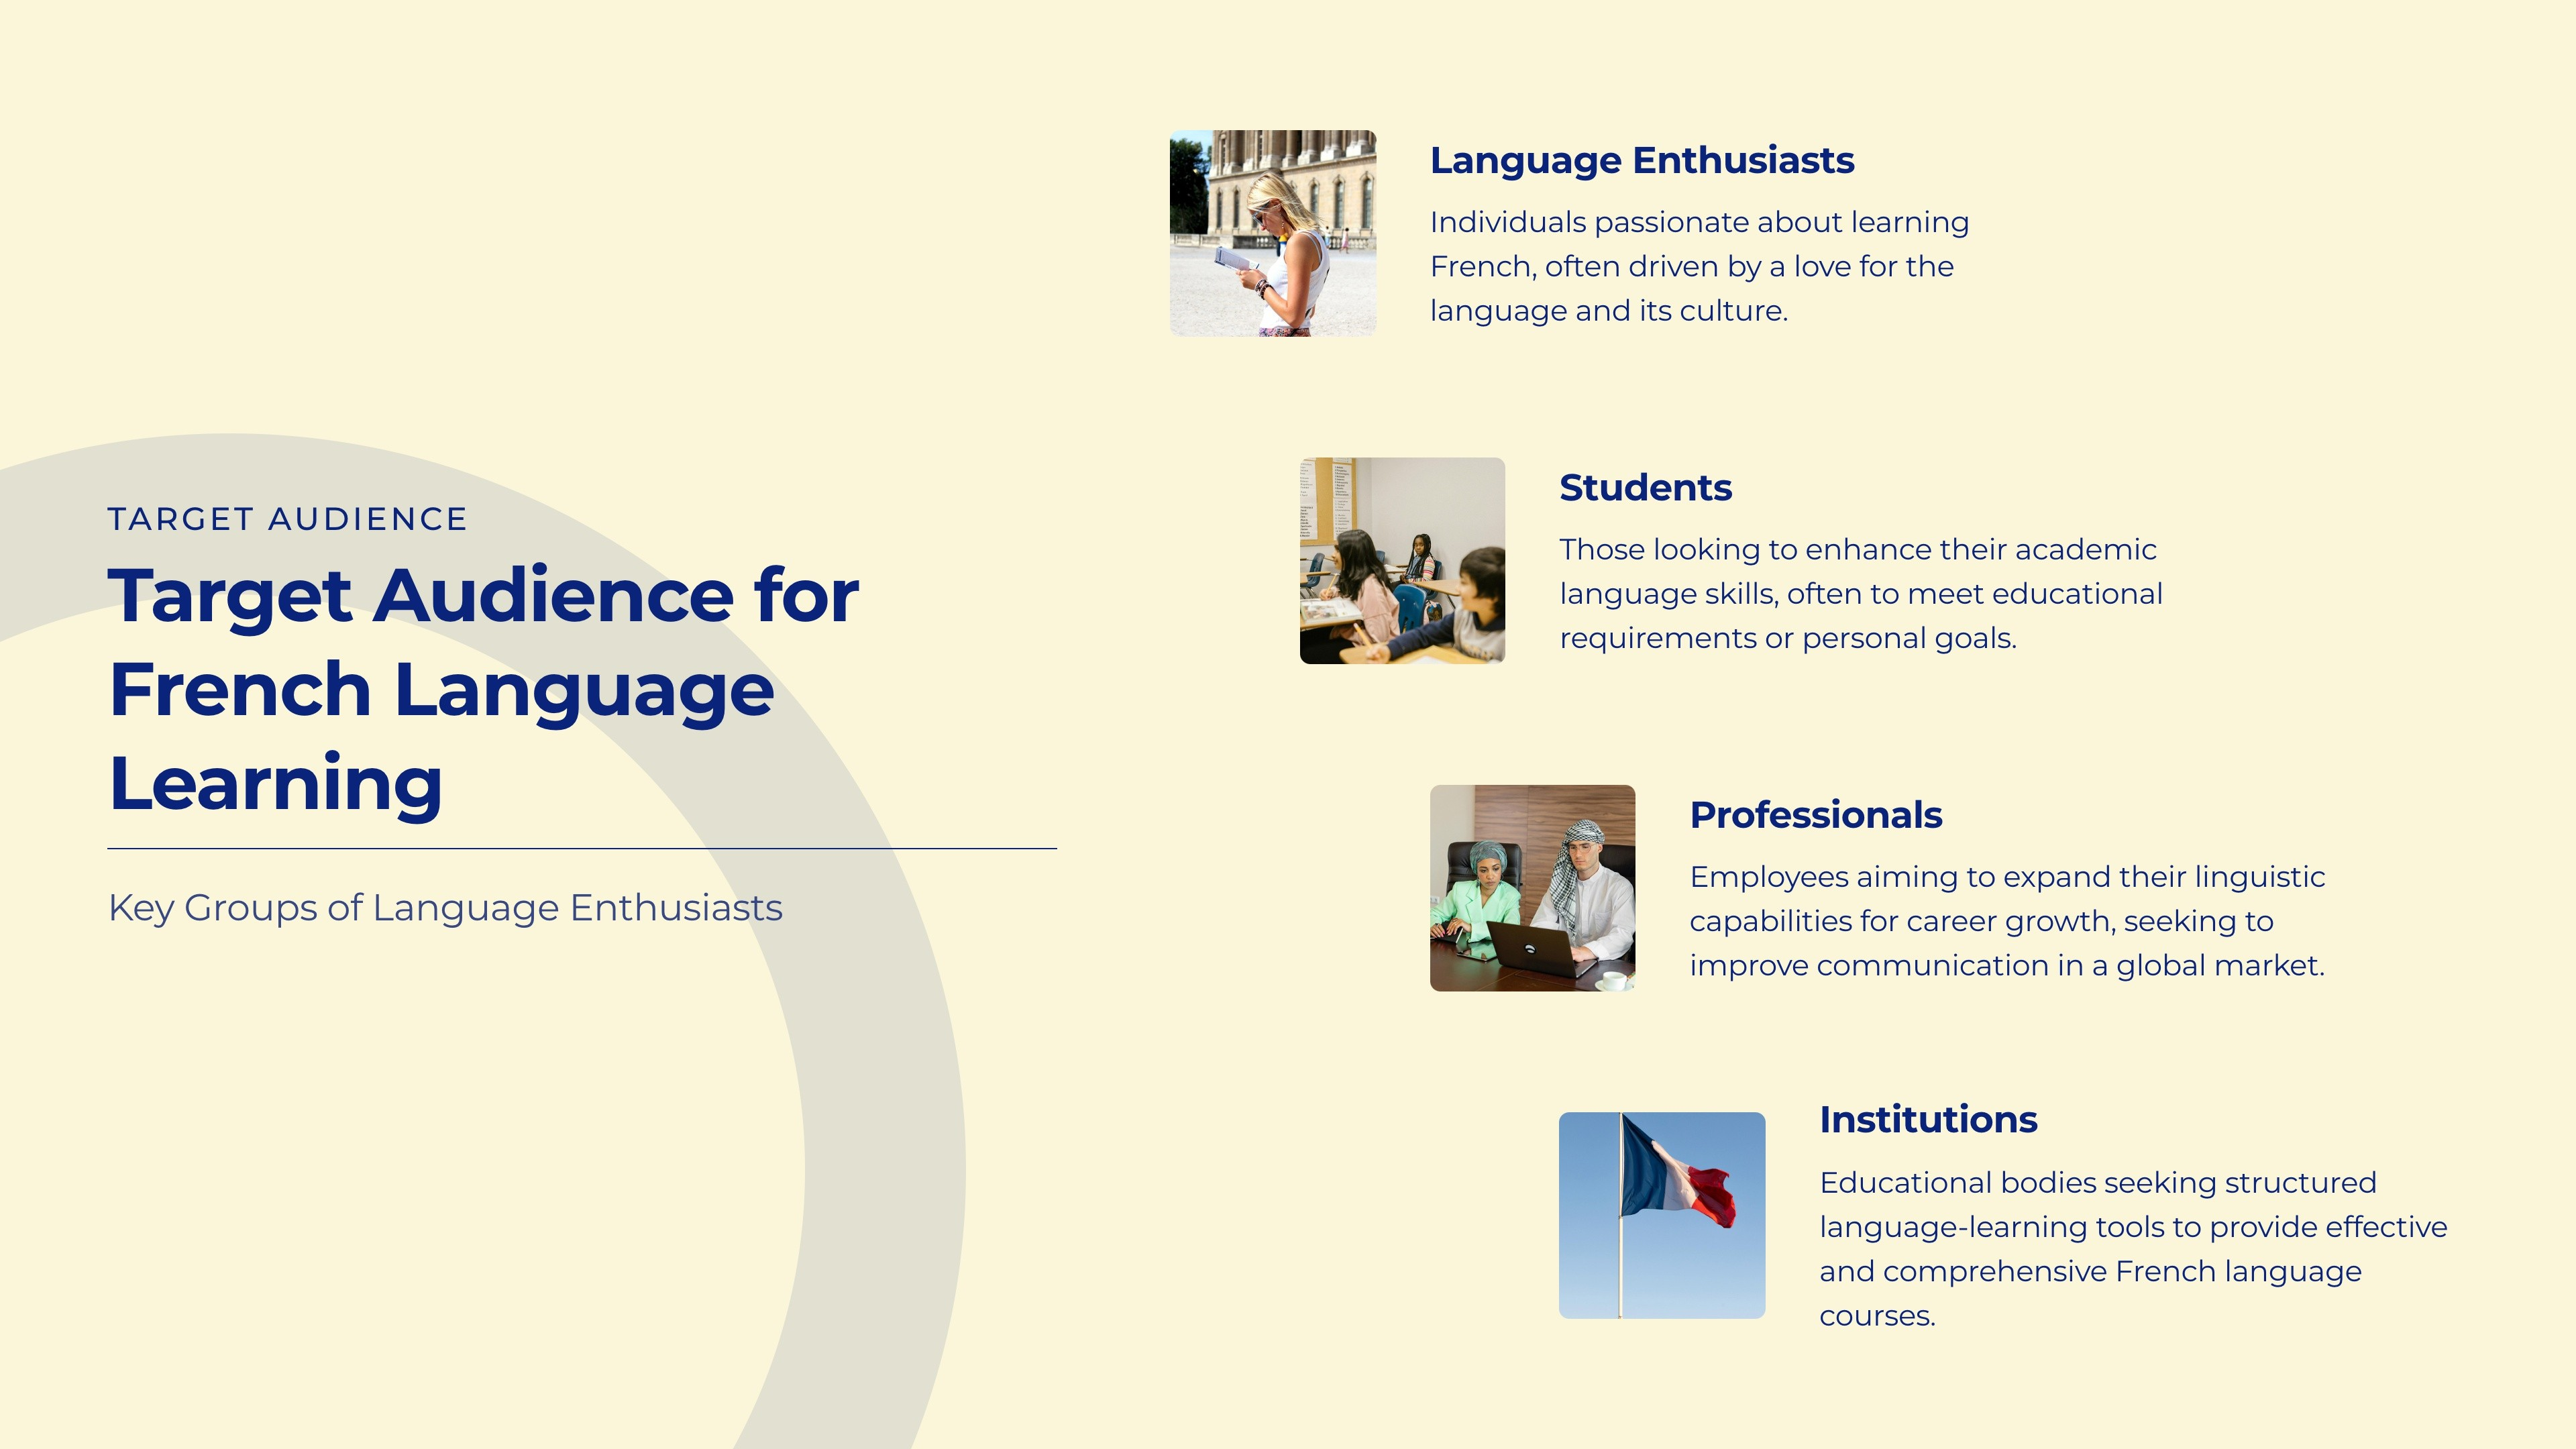 TARGET AUDIENCE
Target Audience for
French Language
Learning
Key Groups of Language Enthusiasts
Language Enthusiasts
Individuals passionate about learning
French, often driven by a love for the
language and its culture.
Students
Those looking to enhance their academic
language skills, often to meet educational
requirements or personal goals.
Professionals
Employees aiming to expand their linguistic
capabilities for career growth, seeking to
improve communication in a global market.
Institutions
Educational bodies seeking structured
language-learning tools to provide effective
and comprehensive French language
courses.